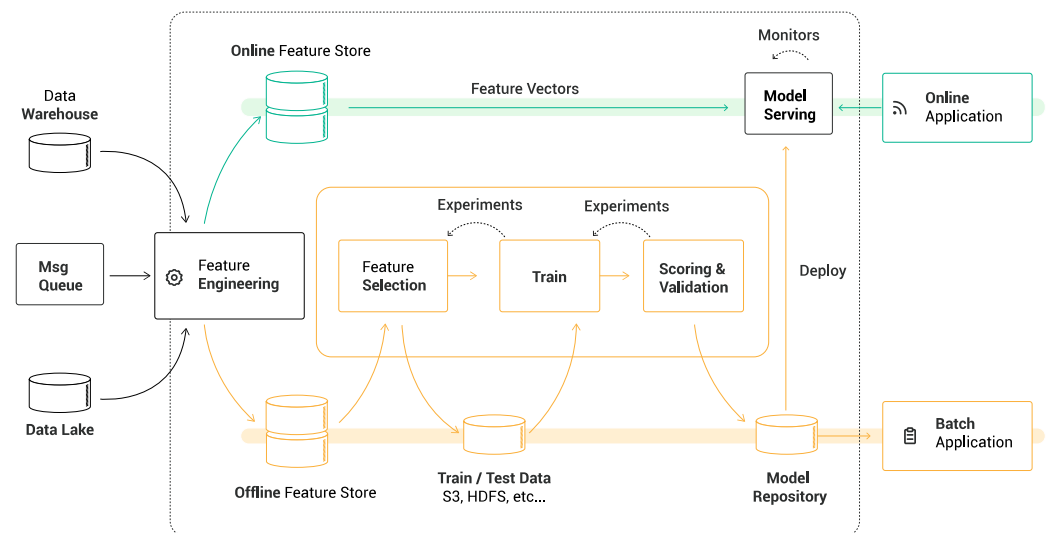 Monitors
Online Feature Store
Data
Warehouse
Feature Vectors
Model
Serving
Online
Application
Experiments
Experiments
Msg
Queue
Feature
Engineering
Feature
Selection
Train
Scoring &
Validation
Deploy
Data Lake
Batch
Application
Offline Feature Store
Train / Test Data
S3, HDFS, etc...
Model
Repository